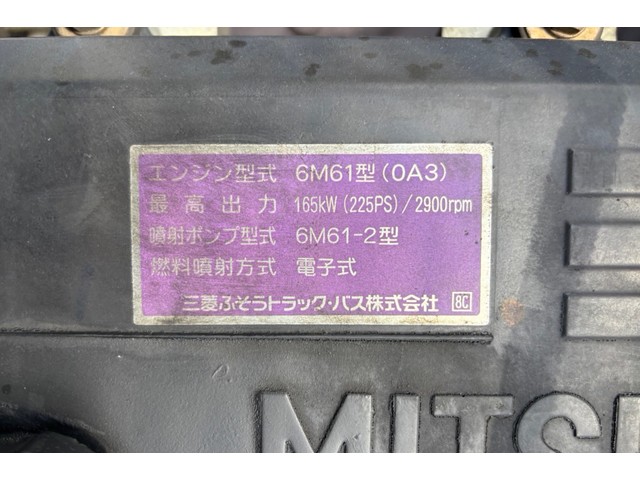 エンジン型式 6M61型(0A3)
最高出力 165kW(225PS)/2900rpm
噴射ポンプ型式 6M61-2型
燃料噴射方式 電子式
三菱ふそうトラック・バス株式会社 8C
MITSU